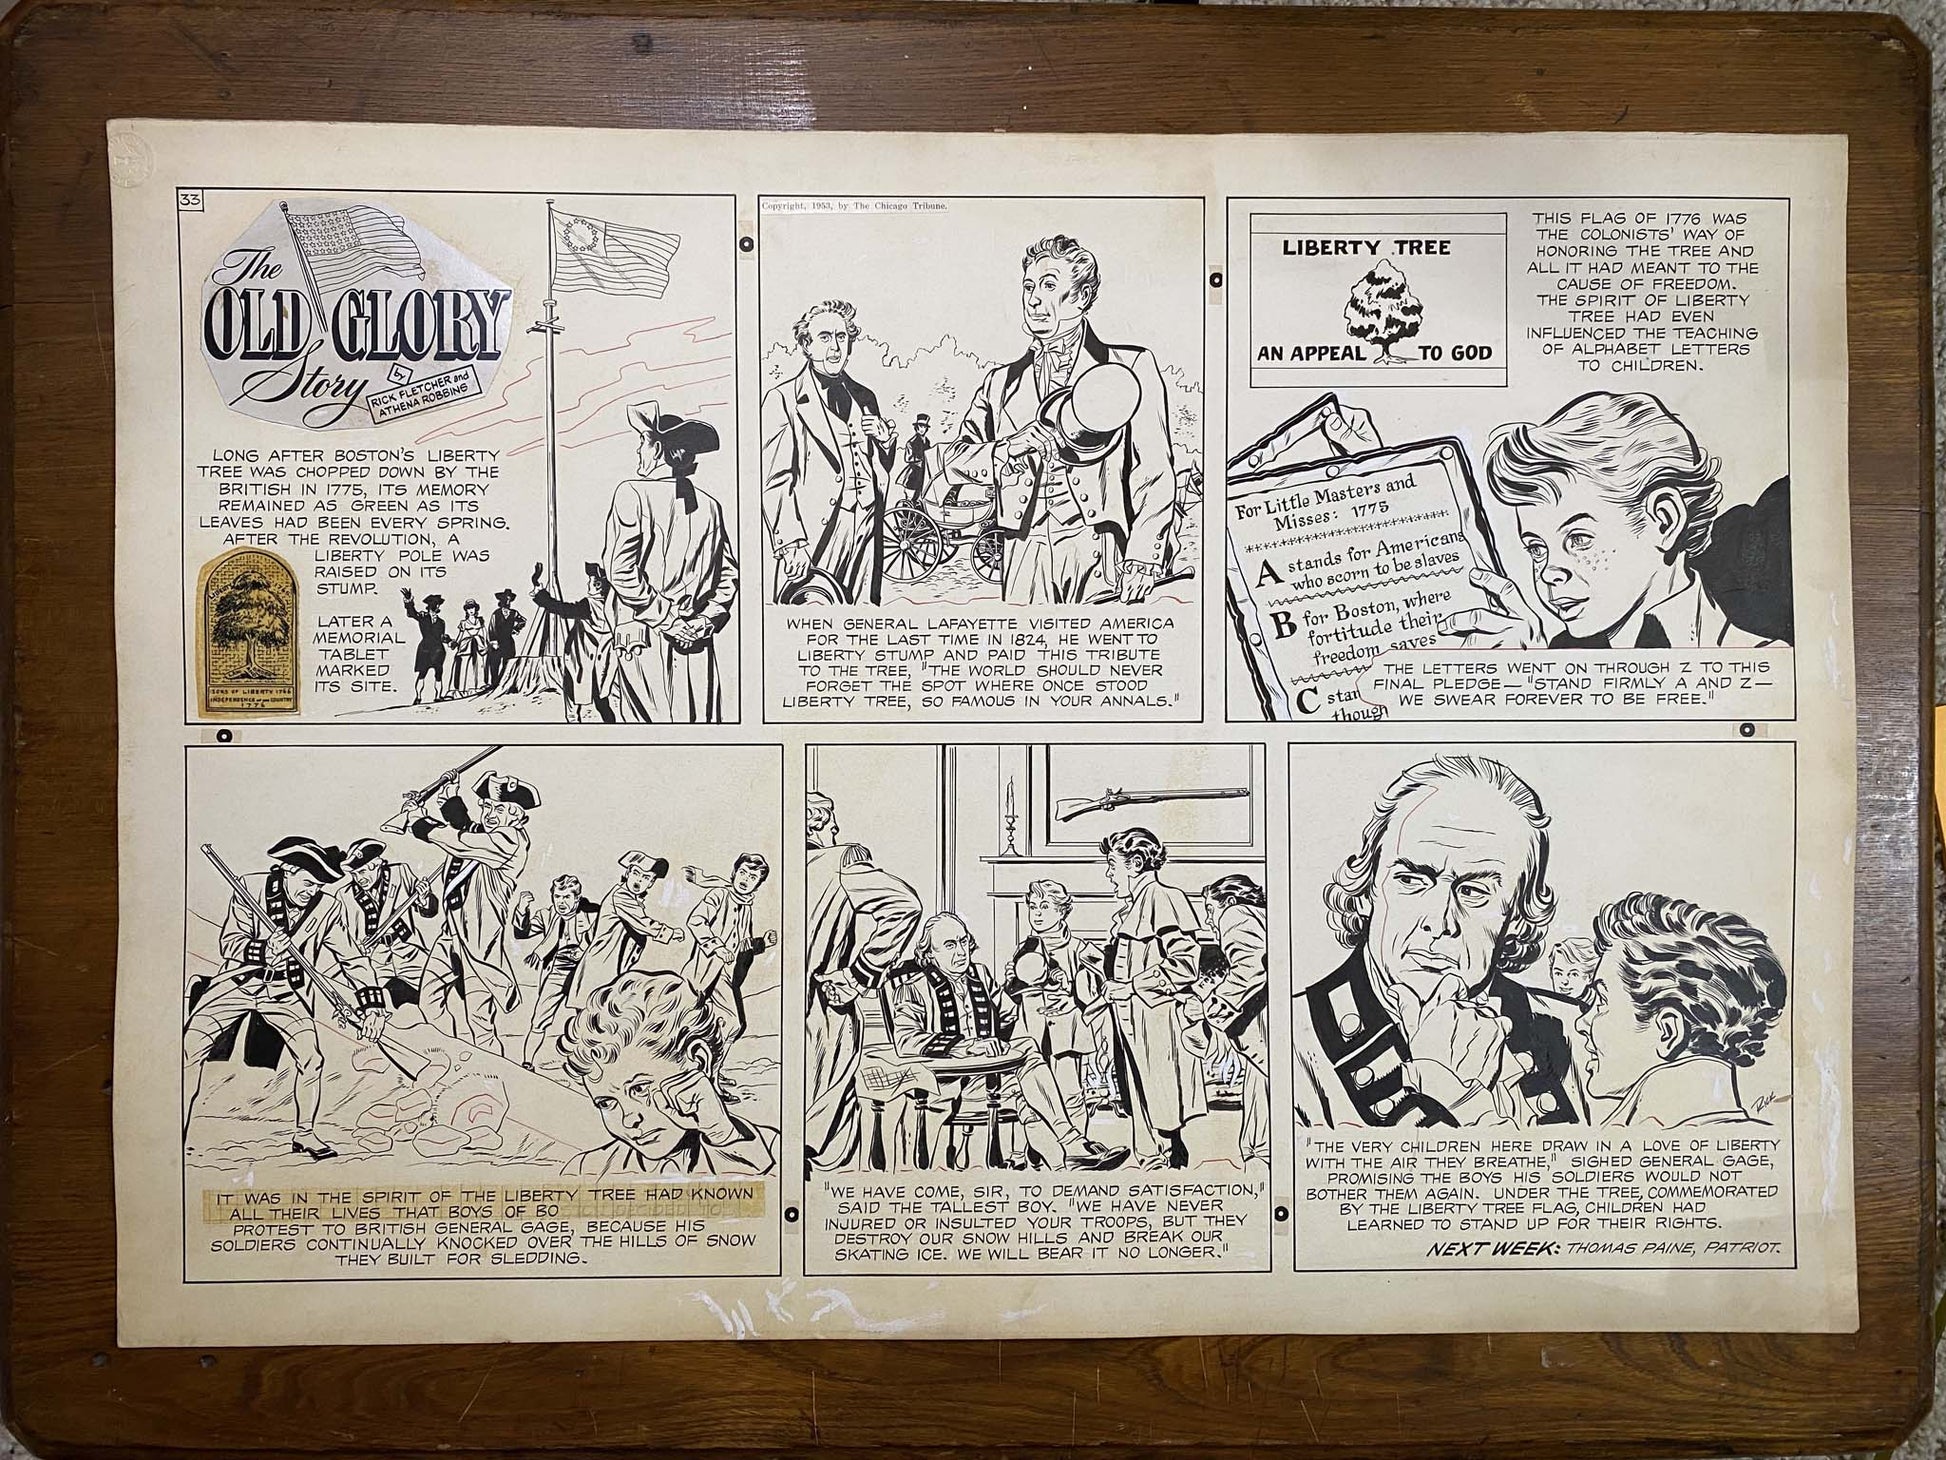 33
The
OLD GLORY
Story
by
RICK FLETCHER and
ATHENA ROBBINS
LONG AFTER BOSTON'S LIBERTY
TREE WAS CHOPPED DOWN BY THE
BRITISH IN 1775, ITS MEMORY
REMAINED AS GREEN AS ITS
LEAVES HAD BEEN EVERY SPRING.
AFTER THE REVOLUTION, A
LIBERTY POLE WAS
RAISED ON ITS
STUMP.
LATER A
MEMORIAL
TABLET
MARKED
ITS SITE.
SONS OF LIBERTY 1766
INDEPENDENCE of their COUNTRY
1776
Copyright, 1953, by The Chicago Tribune.
WHEN GENERAL LAFAYETTE VISITED AMERICA
FOR THE LAST TIME IN 1824, HE WENT TO
LIBERTY STUMP AND PAID THIS TRIBUTE
TO THE TREE, "THE WORLD SHOULD NEVER
FORGET THE SPOT WHERE ONCE STOOD
LIBERTY TREE, SO FAMOUS IN YOUR ANNALS."
LIBERTY TREE
AN APPEAL TO GOD
THIS FLAG OF 1776 WAS
THE COLONISTS' WAY OF
HONORING THE TREE AND
ALL IT HAD MEANT TO THE
CAUSE OF FREEDOM.
THE SPIRIT OF LIBERTY
TREE HAD EVEN
INFLUENCED THE TEACHING
OF ALPHABET LETTERS
TO CHILDREN.
For Little Masters and
Misses: 1775
A stands for Americans
who scorn to be slaves
B for Boston, where
fortitude their
freedom saves
C stan
though
THE LETTERS WENT ON THROUGH Z TO THIS
FINAL PLEDGE — "STAND FIRMLY A AND Z —
WE SWEAR FOREVER TO BE FREE."
IT WAS IN THE SPIRIT OF THE LIBERTY TREE HAD KNOWN
ALL THEIR LIVES THAT BOYS OF BO
PROTEST TO BRITISH GENERAL GAGE, BECAUSE HIS
SOLDIERS CONTINUALLY KNOCKED OVER THE HILLS OF SNOW
THEY BUILT FOR SLEDDING.
"WE HAVE COME, SIR, TO DEMAND SATISFACTION,"
SAID THE TALLEST BOY. "WE HAVE NEVER
INJURED OR INSULTED YOUR TROOPS, BUT THEY
DESTROY OUR SNOW HILLS AND BREAK OUR
SKATING ICE. WE WILL BEAR IT NO LONGER."
Rick
"THE VERY CHILDREN HERE DRAW IN A LOVE OF LIBERTY
WITH THE AIR THEY BREATHE," SIGHED GENERAL GAGE,
PROMISING THE BOYS HIS SOLDIERS WOULD NOT
BOTHER THEM AGAIN. UNDER THE TREE, COMMEMORATED
BY THE LIBERTY TREE FLAG, CHILDREN HAD
LEARNED TO STAND UP FOR THEIR RIGHTS.
NEXT WEEK: THOMAS PAINE, PATRIOT.